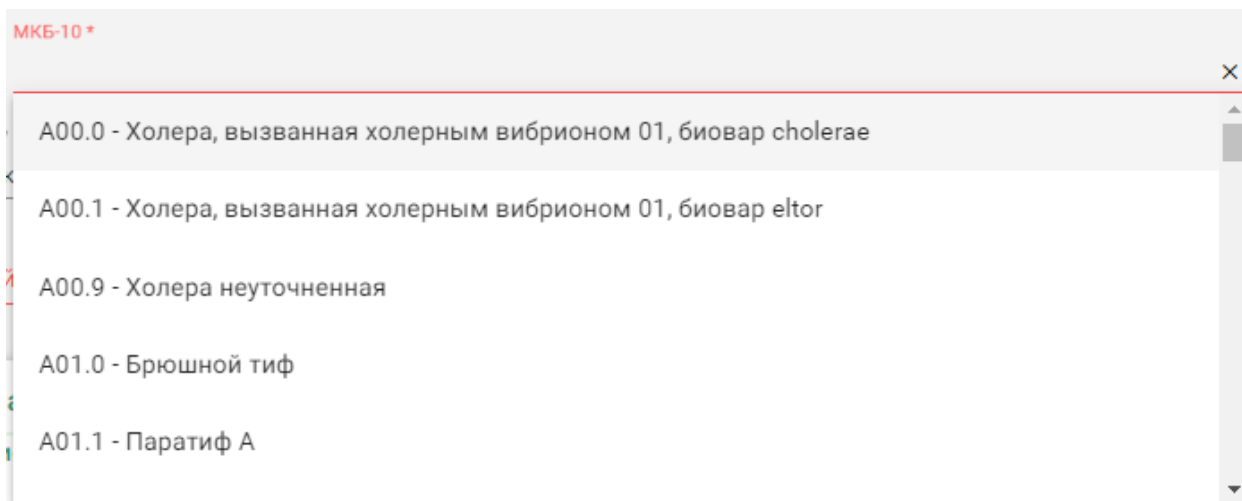 МКБ-10 *
A00.0 - Холера, вызванная холерным вибрионом 01, биовар cholerae
A00.1 - Холера, вызванная холерным вибрионом 01, биовар eltor
A00.9 - Холера неуточненная
A01.0 - Брюшной тиф
A01.1 - Паратиф A